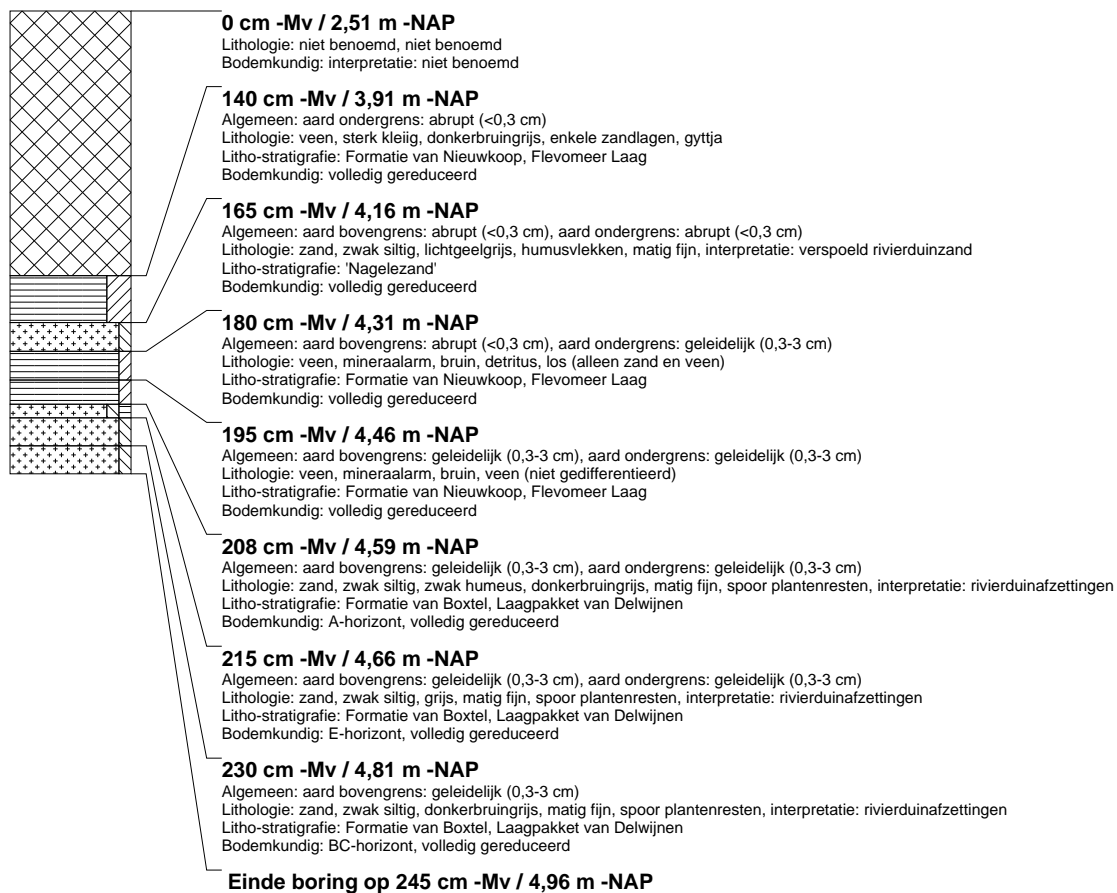 0 cm -Mv / 2,51 m -NAP
Lithologie: niet benoemd, niet benoemd
Bodemkundig: interpretatie: niet benoemd
140 cm -Mv / 3,91 m -NAP
Algemeen: aard ondergrens: abrupt (<0,3 cm)
Lithologie: veen, sterk kleiig, donkerbruingrijs, enkele zandlagen, gyttja
Litho-stratigrafie: Formatie van Nieuwkoop, Flevomeer Laag
Bodemkundig: volledig gereduceerd
165 cm -Mv / 4,16 m -NAP
Algemeen: aard bovengrens: abrupt (<0,3 cm), aard ondergrens: abrupt (<0,3 cm)
Lithologie: zand, zwak siltig, lichtgeelgrijs, humusvlekken, matig fijn, interpretatie: verspoeld rivierduinzand
Litho-stratigrafie: 'Nagelezand'
Bodemkundig: volledig gereduceerd
180 cm -Mv / 4,31 m -NAP
Algemeen: aard bovengrens: abrupt (<0,3 cm), aard ondergrens: geleidelijk (0,3-3 cm)
Lithologie: veen, mineraalarm, bruin, detritus, los (alleen zand en veen)
Litho-stratigrafie: Formatie van Nieuwkoop, Flevomeer Laag
Bodemkundig: volledig gereduceerd
195 cm -Mv / 4,46 m -NAP
Algemeen: aard bovengrens: geleidelijk (0,3-3 cm), aard ondergrens: geleidelijk (0,3-3 cm)
Lithologie: veen, mineraalarm, bruin, veen (niet gedifferentieerd)
Litho-stratigrafie: Formatie van Nieuwkoop, Flevomeer Laag
Bodemkundig: volledig gereduceerd
208 cm -Mv / 4,59 m -NAP
Algemeen: aard bovengrens: geleidelijk (0,3-3 cm), aard ondergrens: geleidelijk (0,3-3 cm)
Lithologie: zand, zwak siltig, zwak humeus, donkerbruingrijs, matig fijn, spoor plantenresten, interpretatie: rivierduinafzettingen
Litho-stratigrafie: Formatie van Boxtel, Laagpakket van Delwijnen
Bodemkundig: A-horizont, volledig gereduceerd
215 cm -Mv / 4,66 m -NAP
Algemeen: aard bovengrens: geleidelijk (0,3-3 cm), aard ondergrens: geleidelijk (0,3-3 cm)
Lithologie: zand, zwak siltig, grijs, matig fijn, spoor plantenresten, interpretatie: rivierduinafzettingen
Litho-stratigrafie: Formatie van Boxtel, Laagpakket van Delwijnen
Bodemkundig: E-horizont, volledig gereduceerd
230 cm -Mv / 4,81 m -NAP
Algemeen: aard bovengrens: geleidelijk (0,3-3 cm)
Lithologie: zand, zwak siltig, donkerbruingrijs, matig fijn, spoor plantenresten, interpretatie: rivierduinafzettingen
Litho-stratigrafie: Formatie van Boxtel, Laagpakket van Delwijnen
Bodemkundig: BC-horizont, volledig gereduceerd
Einde boring op 245 cm -Mv / 4,96 m -NAP